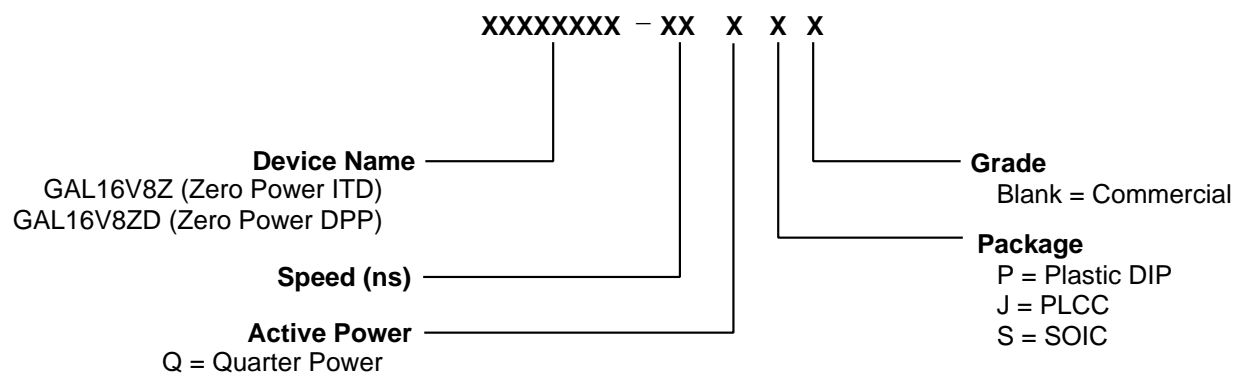 XXXXXXXX – XX X X X
Device Name
GAL16V8Z (Zero Power ITD)
GAL16V8ZD (Zero Power DPP)
Speed (ns)
Active Power
Q = Quarter Power
Grade
Blank = Commercial
Package
P = Plastic DIP
J = PLCC
S = SOIC